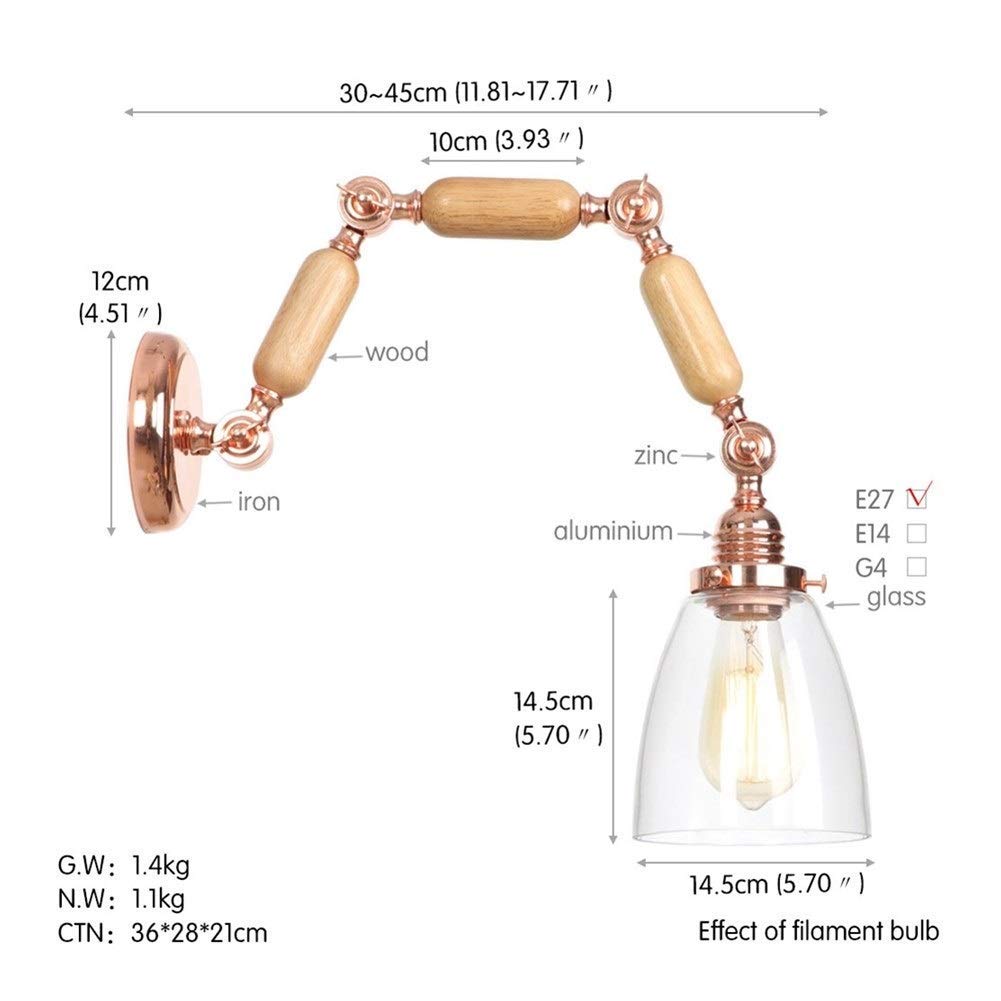 30~45cm (11.81~17.71 〃)
10cm (3.93 〃)
12cm
(4.51 〃)
wood
zinc
iron
E27
aluminium
E14
G4
glass
14.5cm
(5.70 〃)
G.W: 1.4kg
N.W: 1.1kg
14.5cm (5.70 〃)
CTN: 36*28*21cm
Effect of filament bulb